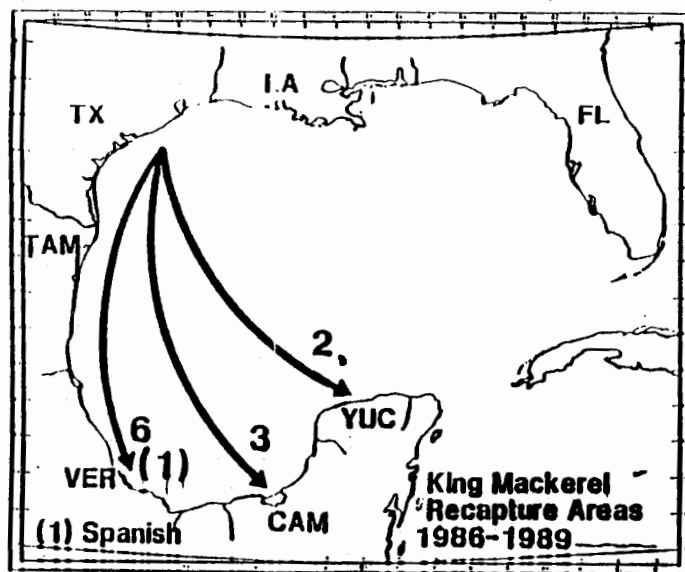 LA
TX
FL
TAM
2
YUC
6
3
VER
(1)
CAM
(1) Spanish
King Mackerel
Recapture Areas
1986-1989